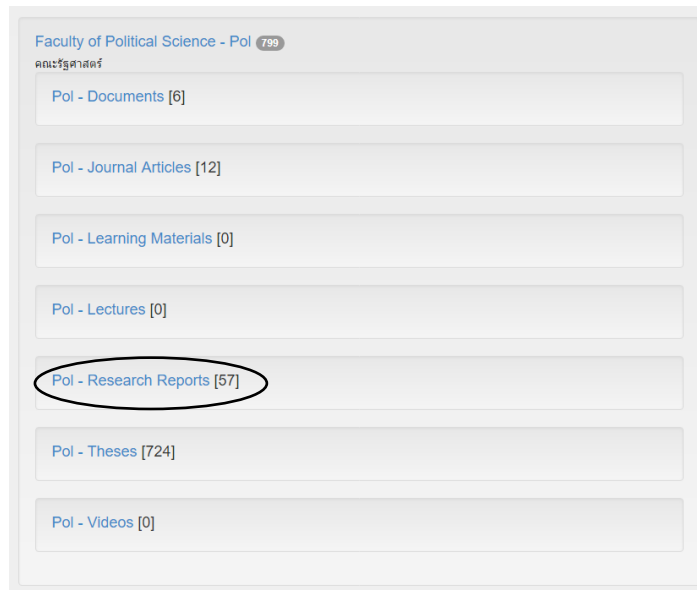 Faculty of Political Science - Pol 799
คณะรัฐศาสตร์
Pol - Documents [6]
Pol - Journal Articles [12]
Pol - Learning Materials [0]
Pol - Lectures [0]
Pol - Research Reports [57]
Pol - Theses [724]
Pol - Videos [0]